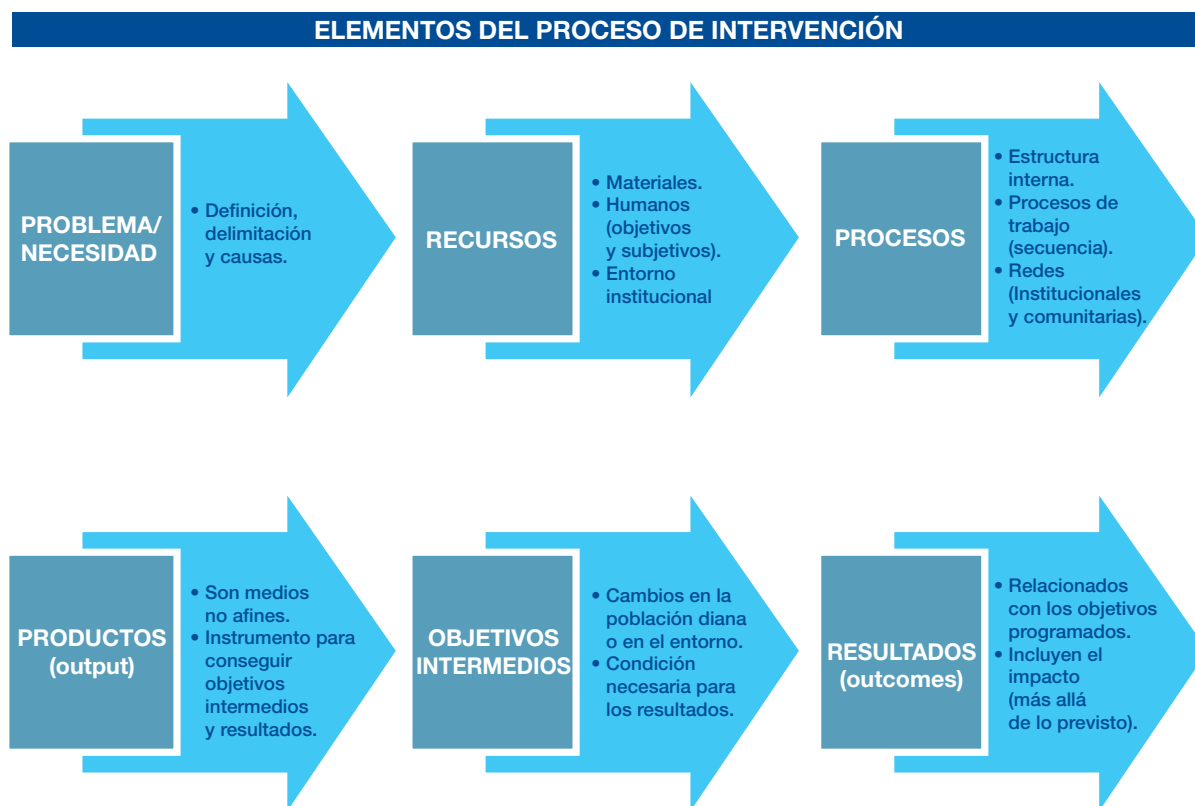 ELEMENTOS DEL PROCESO DE INTERVENCIÓN
PROBLEMA/
NECESIDAD
• Definición,
delimitación
y causas.
RECURSOS
• Materiales.
• Humanos
(objetivos
y subjetivos).
• Entorno
institucional
PROCESOS
• Estructura
interna.
• Procesos de
trabajo
(secuencia).
• Redes
(Institucionales
y comunitarias).
PRODUCTOS
(output)
• Son medios
no afines.
• Instrumento para
conseguir
objetivos
intermedios
y resultados.
OBJETIVOS
INTERMEDIOS
• Cambios en la
población diana
o en el entorno.
• Condición
necesaria para
los resultados.
RESULTADOS
(outcomes)
• Relacionados
con los objetivos
programados.
• Incluyen el
impacto
(más allá
de lo previsto).